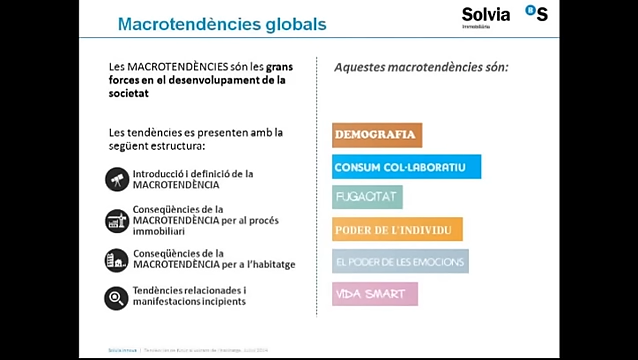 Macrotendències globals
Solvia
Immobiliària
B S
Les MACROTENDÈNCIES són les grans
forces en el desenvolupament de la
societat
Les tendències es presenten amb la
següent estructura:
Introducció i definició de la
MACROTENDÈNCIA
Conseqüències de la
MACROTENDÈNCIA per al procés
immobiliari
Conseqüències de la
MACROTENDÈNCIA per a l'habitatge
Tendències relacionades i
manifestacions incipients
Aquestes macrotendències són:
DEMOGRAFIA
CONSUM COL·LABORATIU
FUGACITAT
PODER DE L'INDIVIDU
EL PODER DE LES EMOCIONS
VIDA SMART